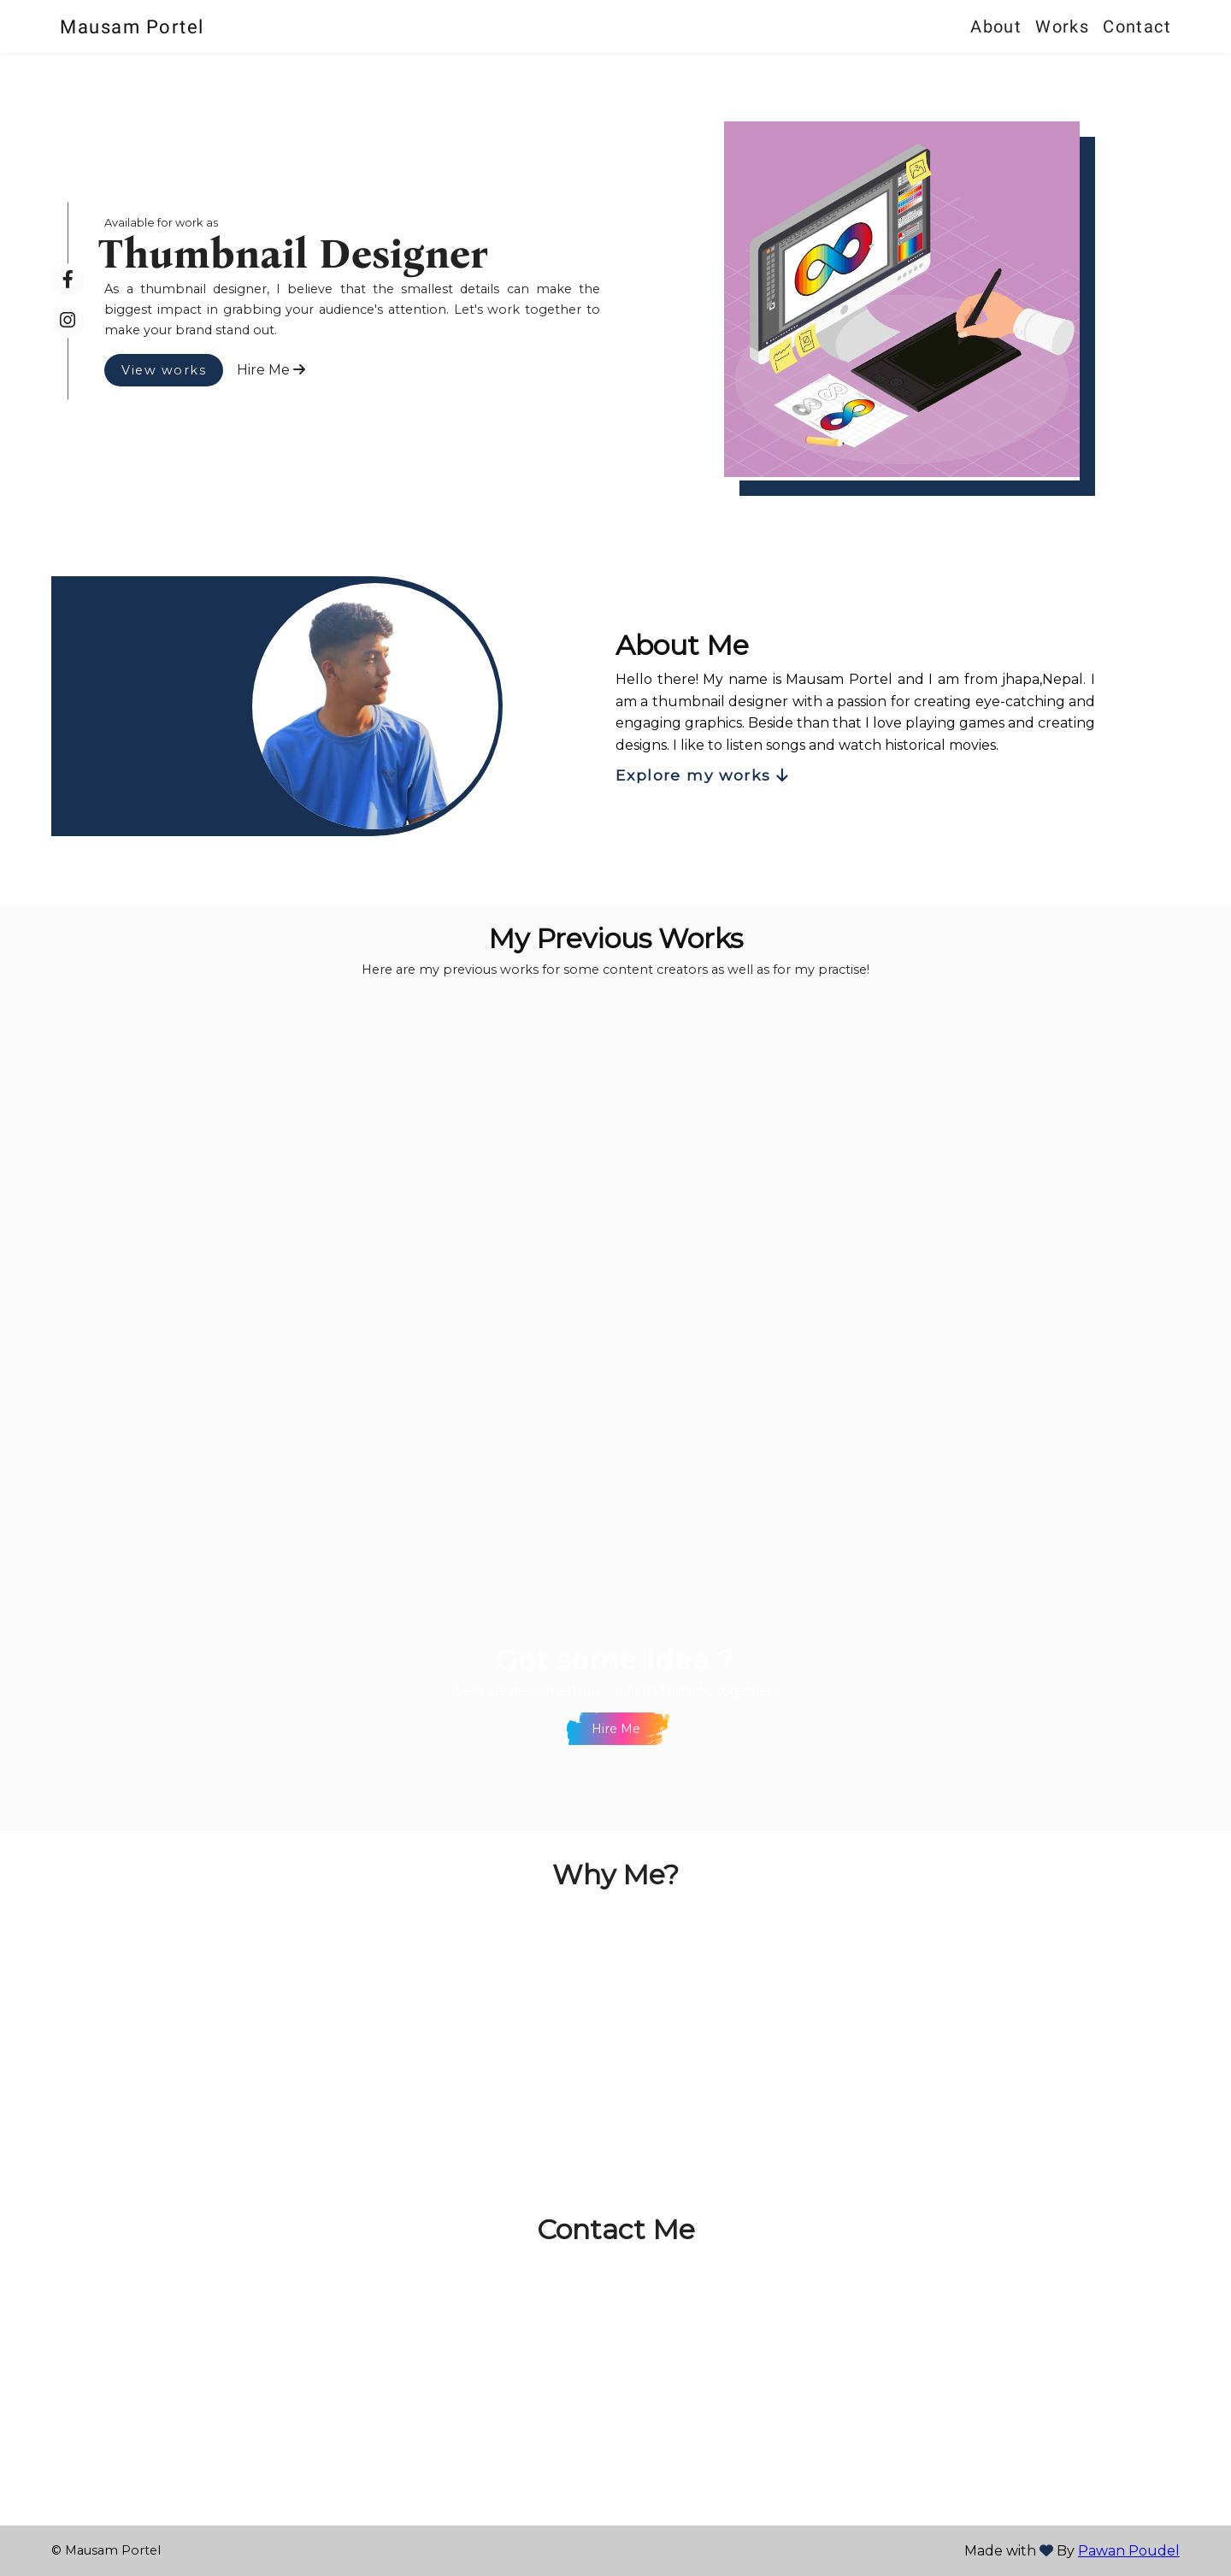 Mausam Portel
About Works Contact
Available for work as
Thumbnail Designer
As a thumbnail designer, I believe that the smallest details can make the
biggest impact in grabbing your audience's attention. Let's work together to
make your brand stand out.
View works
Hire Me
About Me
Hello there! My name is Mausam Portel and I am from jhapa,Nepal. I
am a thumbnail designer with a passion for creating eye-catching and
engaging graphics. Beside than that I love playing games and creating
designs. I like to listen songs and watch historical movies.
Explore my works
My Previous Works
Here are my previous works for some content creators as well as for my practise!
Got some Idea ?
Hire Me
Why Me?
Contact Me
© Mausam Portel
Made with By Pawan Poudel